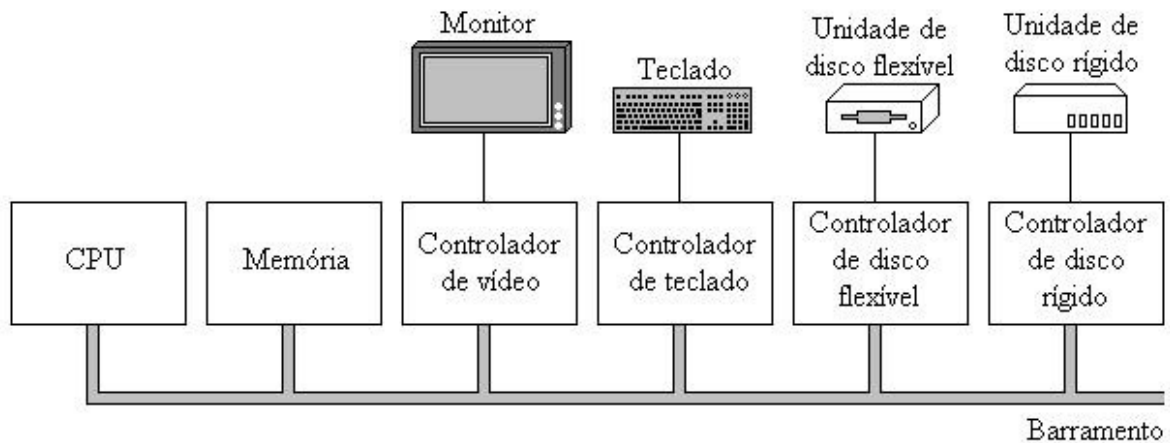 Monitor
Teclado
Unidade de
disco flexível
Unidade de
disco rígido
CPU
Memória
Controlador
de vídeo
Controlador
de teclado
Controlador
de disco
flexível
Controlador
de disco
rígido
Barramento